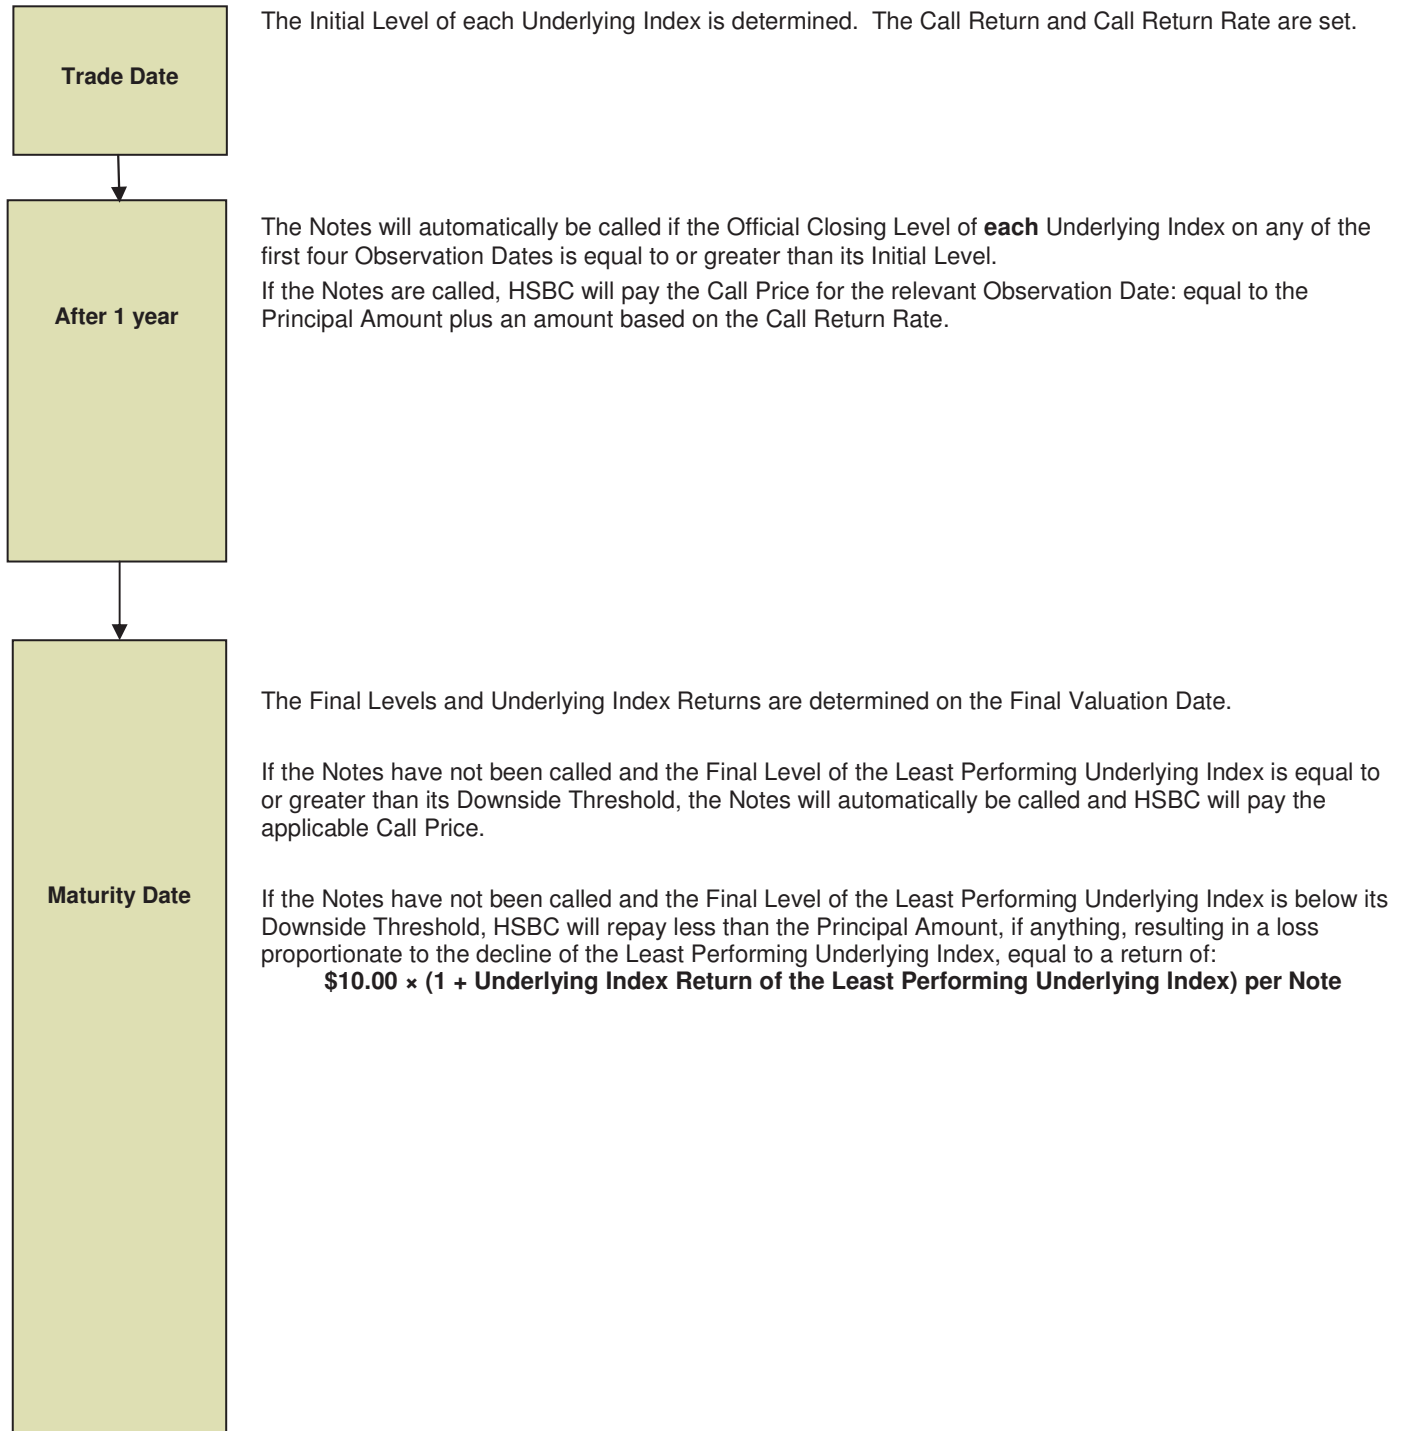 The Initial Level of each Underlying Index is determined.  The Call Return and Call Return Rate are set.
Trade Date
The Notes will automatically be called if the Official Closing Level of each Underlying Index on any of the
first four Observation Dates is equal to or greater than its Initial Level.
If the Notes are called, HSBC will pay the Call Price for the relevant Observation Date: equal to the
Principal Amount plus an amount based on the Call Return Rate.
After 1 year
The Final Levels and Underlying Index Returns are determined on the Final Valuation Date.
If the Notes have not been called and the Final Level of the Least Performing Underlying Index is equal to
or greater than its Downside Threshold, the Notes will automatically be called and HSBC will pay the
applicable Call Price.
Maturity Date
If the Notes have not been called and the Final Level of the Least Performing Underlying Index is below its
Downside Threshold, HSBC will repay less than the Principal Amount, if anything, resulting in a loss
proportionate to the decline of the Least Performing Underlying Index, equal to a return of:
$10.00 × (1 + Underlying Index Return of the Least Performing Underlying Index) per Note